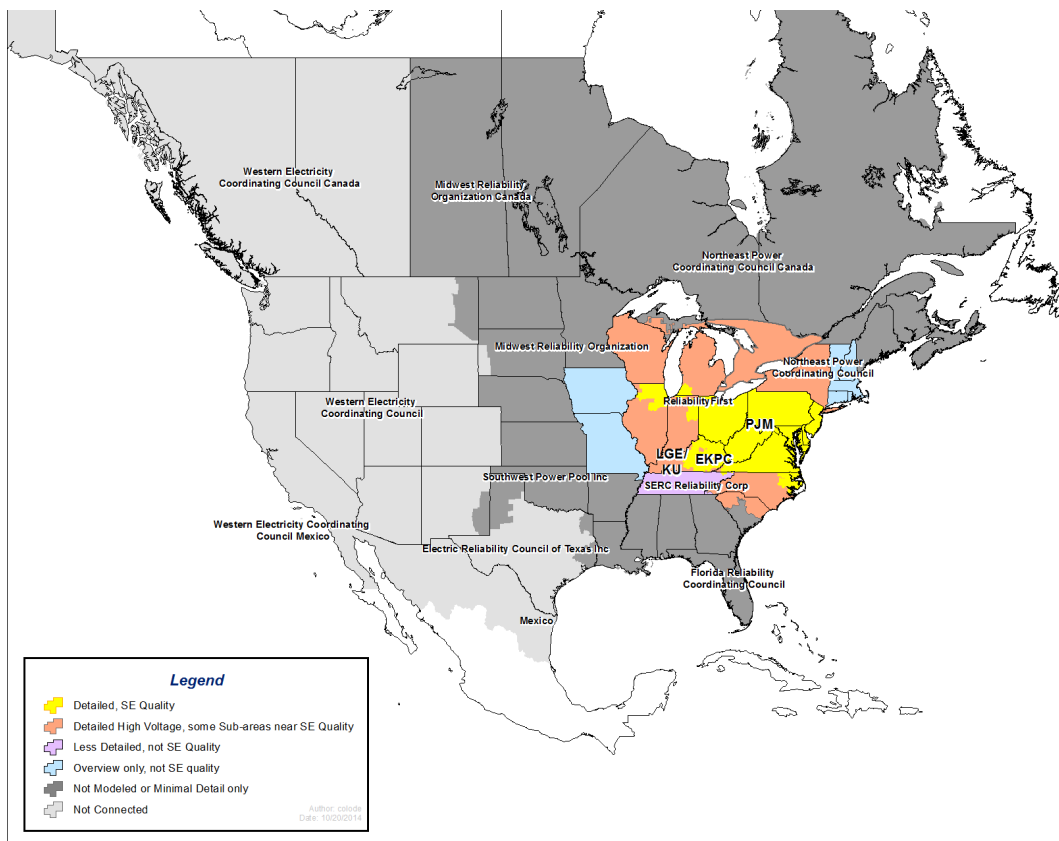 Western Electricity
Coordinating Council Canada
Midwest Reliability
Organization Canada
Northeast Power
Coordinating Council Canada
Midwest Reliability Organization
Northeast Power
Coordinating Council
Western Electricity
Coordinating Council
ReliabilityFirst
PJM
LGE/
KU
EKPC
Southwest Power Pool Inc
SERC Reliability Corp
Western Electricity Coordinating
Council Mexico
Electric Reliability Council of Texas Inc
Florida Reliability
Coordinating Council
Mexico
Legend
Detailed, SE Quality
Detailed High Voltage, some Sub-areas near SE Quality
Less Detailed, not SE Quality
Overview only, not SE quality
Not Modeled or Minimal Detail only
Not Connected
Author: colode
Date: 10/20/2014